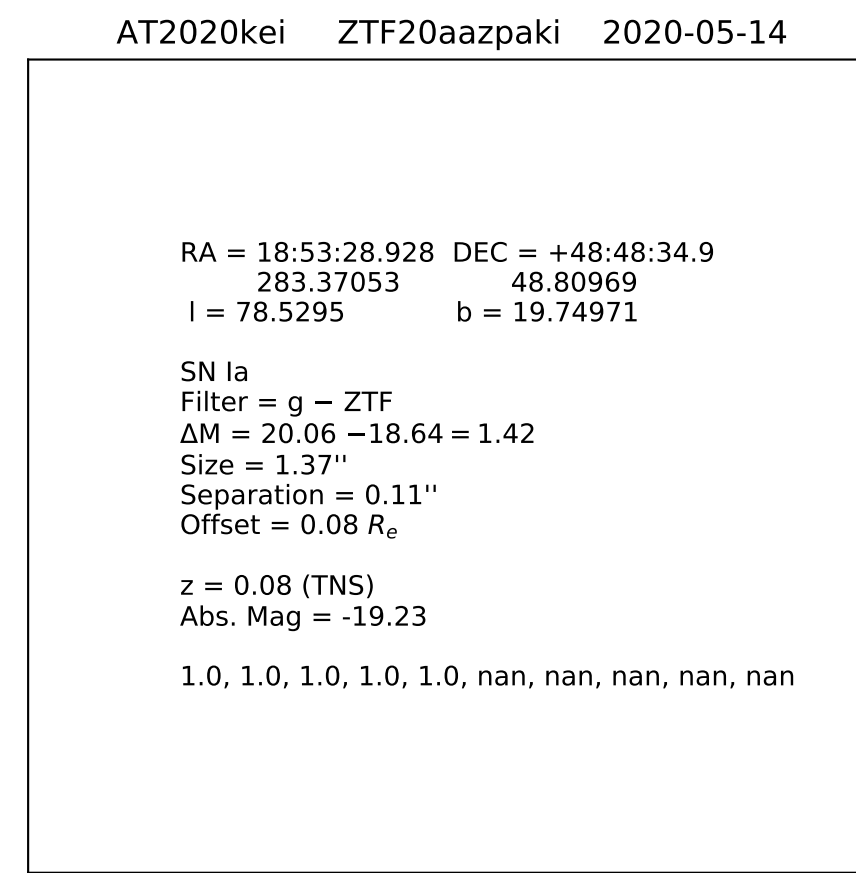 AT2020kei ZTF20aazpaki 2020-05-14
RA = 18:53:28.928 DEC = +48:48:34.9
283.37053 48.80969
l = 78.5295 b = 19.74971
SN Ia
Filter = g − ZTF
ΔM = 20.06 −18.64 = 1.42
Size = 1.37''
Separation = 0.11''
Offset = 0.08 Rₑ
z = 0.08 (TNS)
Abs. Mag = -19.23
1.0, 1.0, 1.0, 1.0, 1.0, nan, nan, nan, nan, nan